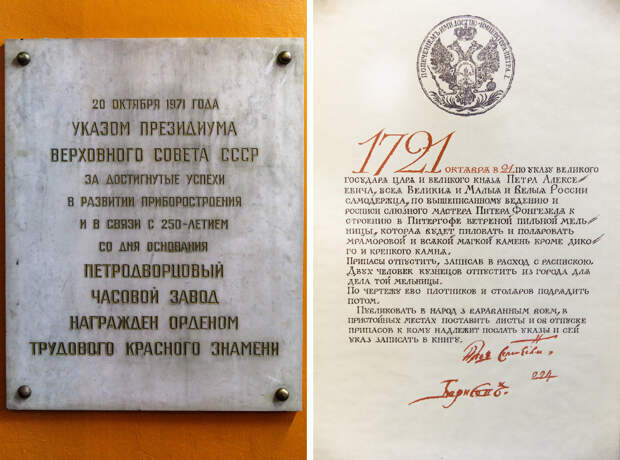 20 ОКТЯБРЯ 1971 ГОДА
УКАЗОМ ПРЕЗИДИУМА
ВЕРХОВНОГО СОВЕТА СССР
ЗА ДОСТИГНУТЫЕ УСПЕХИ
В РАЗВИТИИ ПРИБОРОСТРОЕНИЯ
И В СВЯЗИ С 250-ЛЕТИЕМ
СО ДНЯ ОСНОВАНИЯ
ПЕТРОДВОРЦОВЫЙ
ЧАСОВОЙ ЗАВОД
НАГРАЖДЕН ОРДЕНОМ
ТРУДОВОГО КРАСНОГО ЗНАМЕНИ
1721
ОКТЯБРЯ В 21. ПО УКАЗУ ВЕЛИКОГО
ГОСУДАРЯ ЦАРЯ И ВЕЛИКОГО КНЯЗЯ ПЕТРА АЛЕКСЕ-
ЕВИЧА, ВСЕЯ ВЕЛИКИЯ И МАЛЫЯ И БЕЛЫЯ РОССИИ
САМОДЕРЖЦА, ПО ВЫШЕПИСАННОМУ ВЕДЕНИЮ И
РОСПИСИ СЛЮЗНОГО МАСТЕРА ПИТЕРА ФОНГЕЗЕЛА К
СТРОЕНИЮ В ПИТЕРГОФЕ ВЕТРЕНОЙ ПИЛЬНОЙ МЕЛЬ-
НИЦЫ, КОТОРАЯ БУДЕТ ПИЛОВАТЬ И ПОЛИРОВАТЬ
МРАМОРОВОЙ И ВСЯКОЙ МЯГКОЙ КАМЕНЬ КРОМЕ ДИКО-
ГО И КРЕПКОГО КАМНЯ.
ПРИПАСЫ ОТПУСТИТЬ, ЗАПИСАВ В РАСХОД С РАСПИСКОЮ.
ДВУХ ЧЕЛОВЕК КУЗНЕЦОВ ОТПУСТИТЬ ИЗ ГОРОДА ДЛЯ
ДЕЛА ТОЙ МЕЛЬНИЦЫ.
ПО ЧЕРТЕЖУ ЕВО ПЛОТНИКОВ И СТОЛЯРОВ ПОДРЯДИТЬ
ПОТОМ.
ПУБЛИКОВАТЬ В НАРОД З БАРАБАННЫМ БОЕМ, В
ПРИСТОЙНЫХ МЕСТАХ ПОСТАВИТЬ ЛИСТЫ И ОБ ОТПУСКЕ
ПРИПАСОВ К КОМУ НАДЛЕЖИТ ПОСЛАТЬ УКАЗЫ И СЕЙ
УКАЗ ЗАПИСАТЬ В КНИГУ.